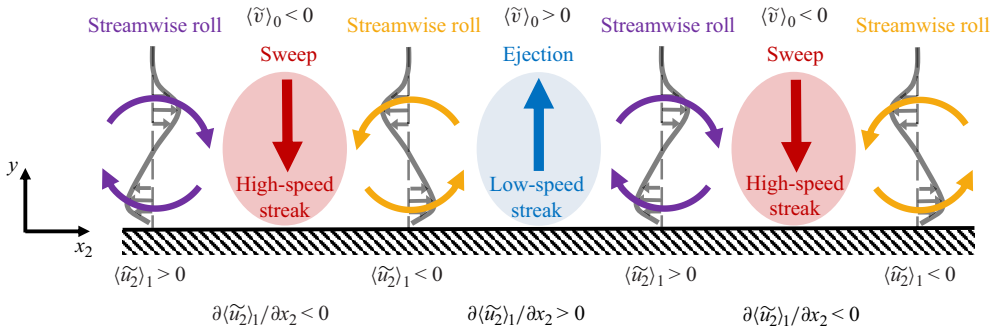 ⟨ṽ⟩₀ < 0 ⟨ṽ⟩₀ > 0 ⟨ṽ⟩₀ < 0
Streamwise roll Streamwise roll Streamwise roll Streamwise roll
Sweep Ejection Sweep
High-speed Low-speed High-speed
streak streak streak
y
x₂
⟨ũ₂⟩₁ > 0 ⟨ũ₂⟩₁ < 0 ⟨ũ₂⟩₁ > 0 ⟨ũ₂⟩₁ < 0
∂⟨ũ₂⟩₁/∂x₂ < 0 ∂⟨ũ₂⟩₁/∂x₂ > 0 ∂⟨ũ₂⟩₁/∂x₂ < 0